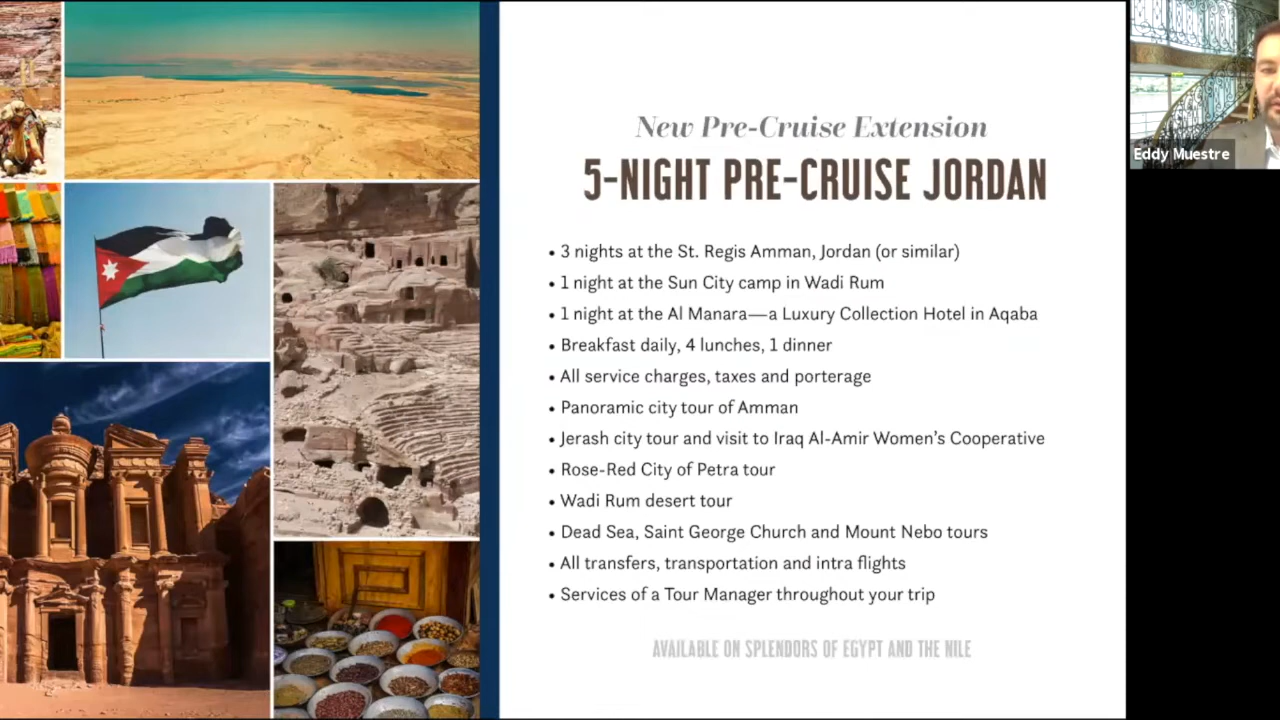 New Pre-Cruise Extension
5-NIGHT PRE-CRUISE JORDAN
• 3 nights at the St. Regis Amman, Jordan (or similar)
• 1 night at the Sun City camp in Wadi Rum
• 1 night at the Al Manara—a Luxury Collection Hotel in Aqaba
• Breakfast daily, 4 lunches, 1 dinner
• All service charges, taxes and porterage
• Panoramic city tour of Amman
• Jerash city tour and visit to Iraq Al-Amir Women's Cooperative
• Rose-Red City of Petra tour
• Wadi Rum desert tour
• Dead Sea, Saint George Church and Mount Nebo tours
• All transfers, transportation and intra flights
• Services of a Tour Manager throughout your trip
AVAILABLE ON SPLENDORS OF EGYPT AND THE NILE
Eddy Muestre